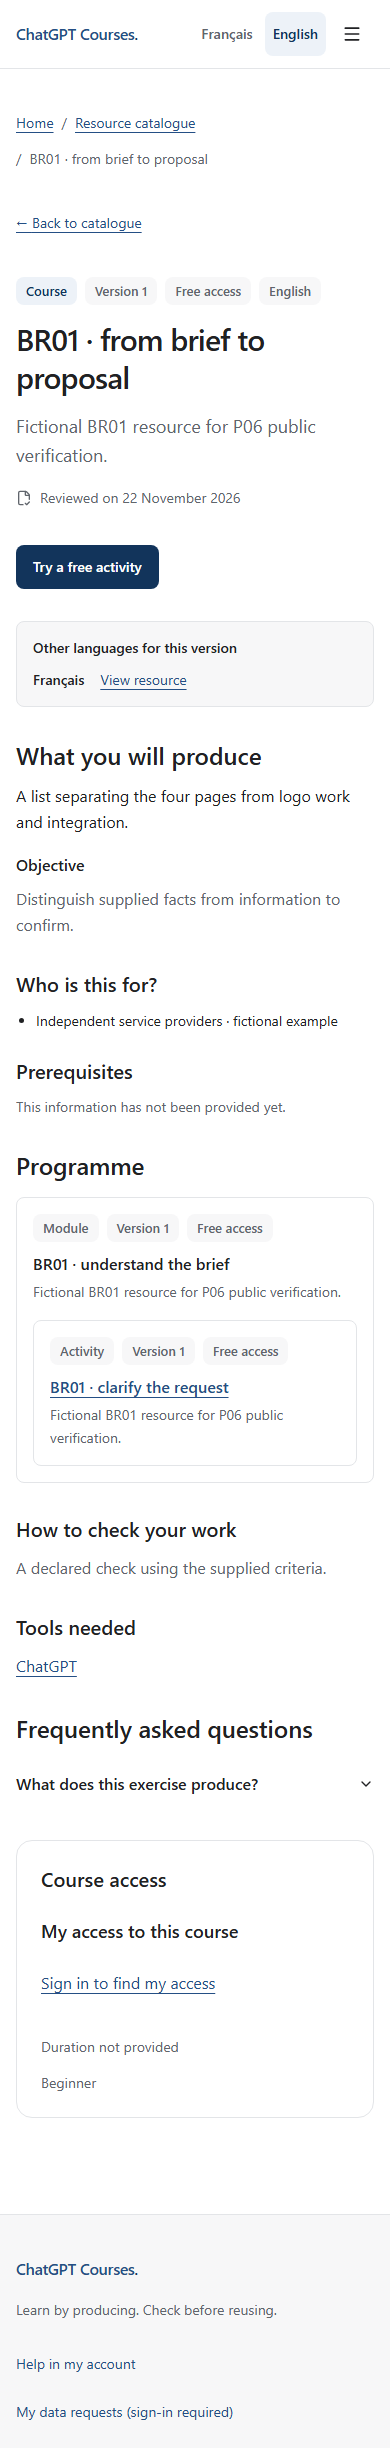 ChatGPT Courses.
Français
English
Home / Resource catalogue
/ BR01 · from brief to proposal
← Back to catalogue
Course
Version 1
Free access
English
BR01 · from brief to
proposal
Fictional BR01 resource for P06 public
verification.
Reviewed on 22 November 2026
Try a free activity
Other languages for this version
Français View resource
What you will produce
A list separating the four pages from logo work
and integration.
Objective
Distinguish supplied facts from information to
confirm.
Who is this for?
• Independent service providers · fictional example
Prerequisites
This information has not been provided yet.
Programme
Module
Version 1
Free access
BR01 · understand the brief
Fictional BR01 resource for P06 public verification.
Activity
Version 1
Free access
BR01 · clarify the request
Fictional BR01 resource for P06 public
verification.
How to check your work
A declared check using the supplied criteria.
Tools needed
ChatGPT
Frequently asked questions
What does this exercise produce?
Course access
My access to this course
Sign in to find my access
Duration not provided
Beginner
ChatGPT Courses.
Learn by producing. Check before reusing.
Help in my account
My data requests (sign-in required)